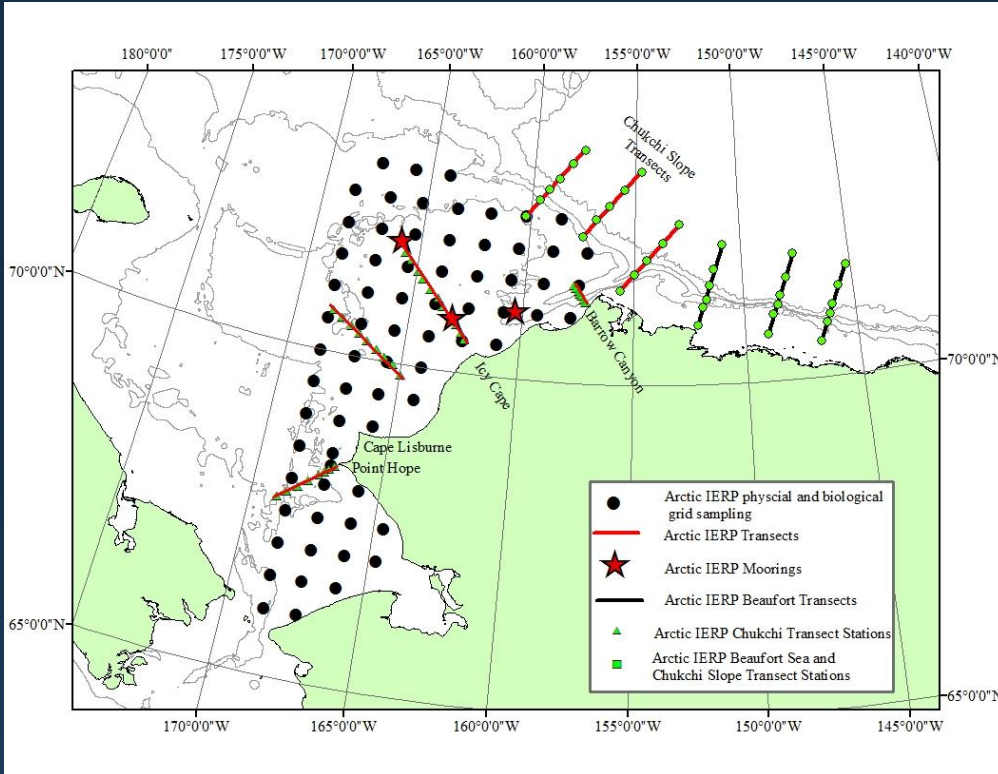 180°0'0" 175°0'0"W 170°0'0"W 165°0'0"W 160°0'0"W 155°0'0"W 150°0'0"W 145°0'0"W 140°0'0"W
Chukchi Slope
Transects
70°0'0"N
Barrow Canyon
70°0'0"N
Icy Cape
Cape Lisburne
Point Hope
Arctic IERP physcial and biological
grid sampling
Arctic IERP Transects
Arctic IERP Moorings
Arctic IERP Beaufort Transects
Arctic IERP Chukchi Transect Stations
Arctic IERP Beaufort Sea and
Chukchi Slope Transect Stations
65°0'0"N
65°0'0"N
170°0'0"W 165°0'0"W 160°0'0"W 155°0'0"W 150°0'0"W 145°0'0"W